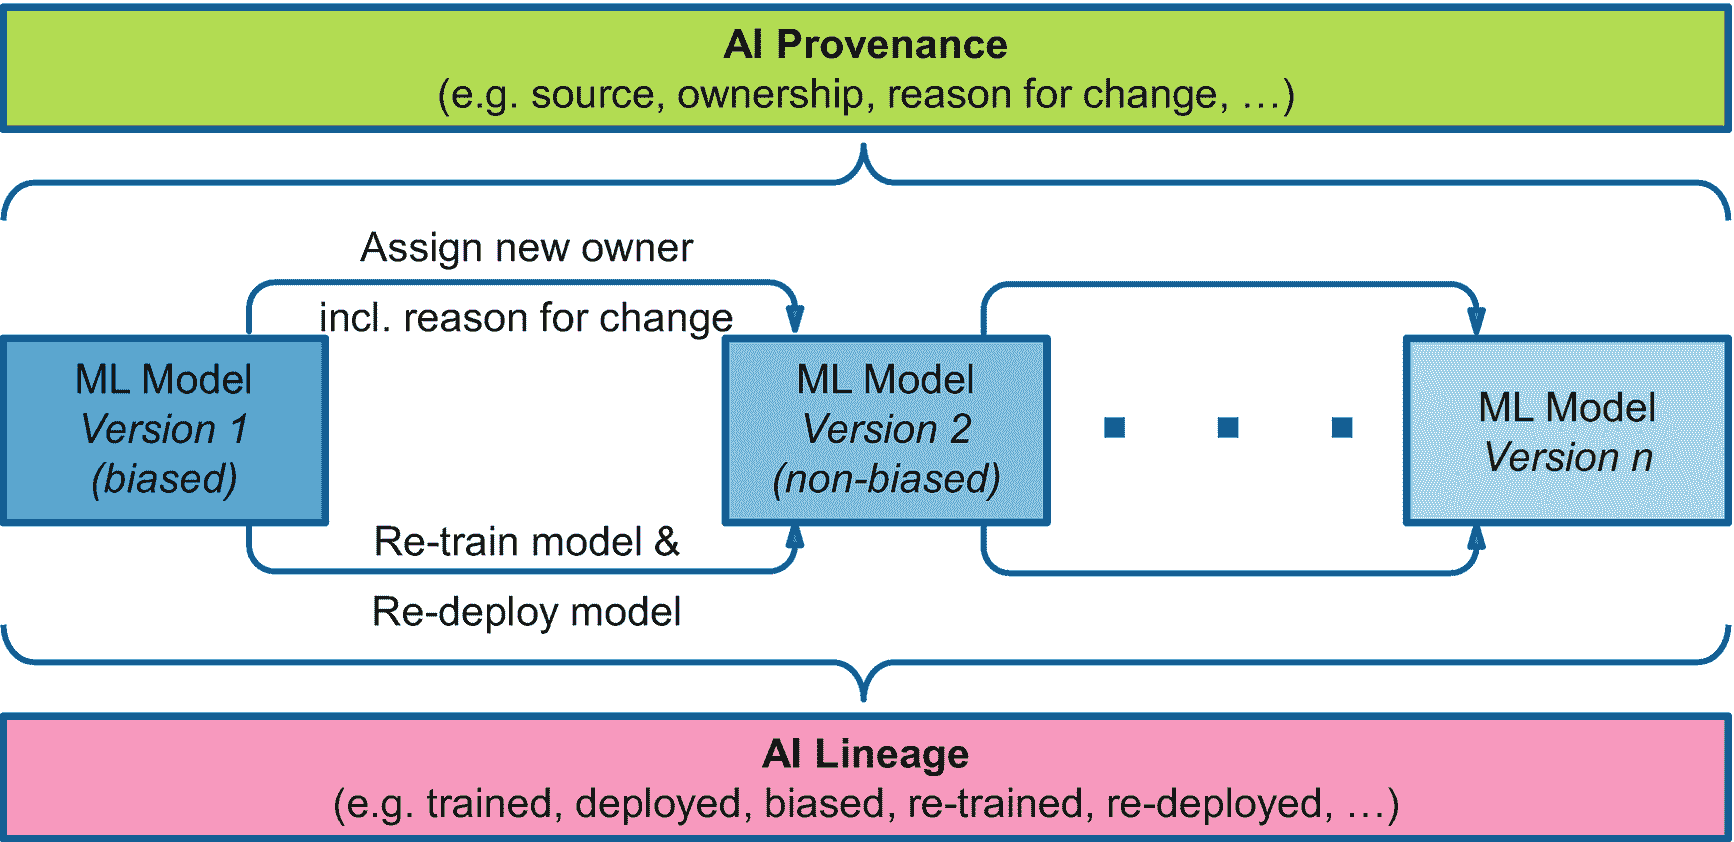 AI Provenance
(e.g. source, ownership, reason for change, …)
Assign new owner
incl. reason for change
ML Model
Version 1
(biased)
ML Model
Version 2
(non-biased)
ML Model
Version n
Re-train model &
Re-deploy model
AI Lineage
(e.g. trained, deployed, biased, re-trained, re-deployed, …)